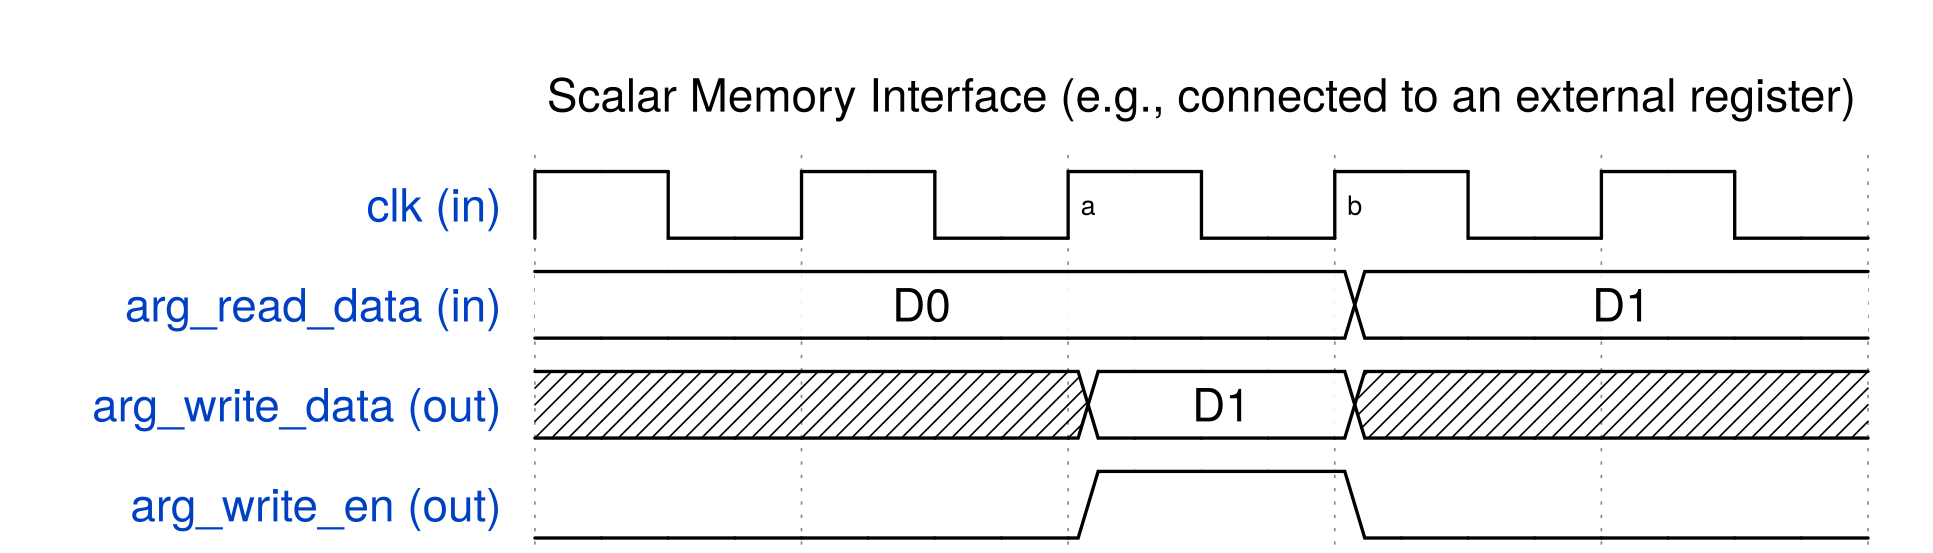 Scalar Memory Interface (e.g., connected to an external register)
clk (in)
a
b
arg_read_data (in)
D0
D1
arg_write_data (out)
D1
arg_write_en (out)